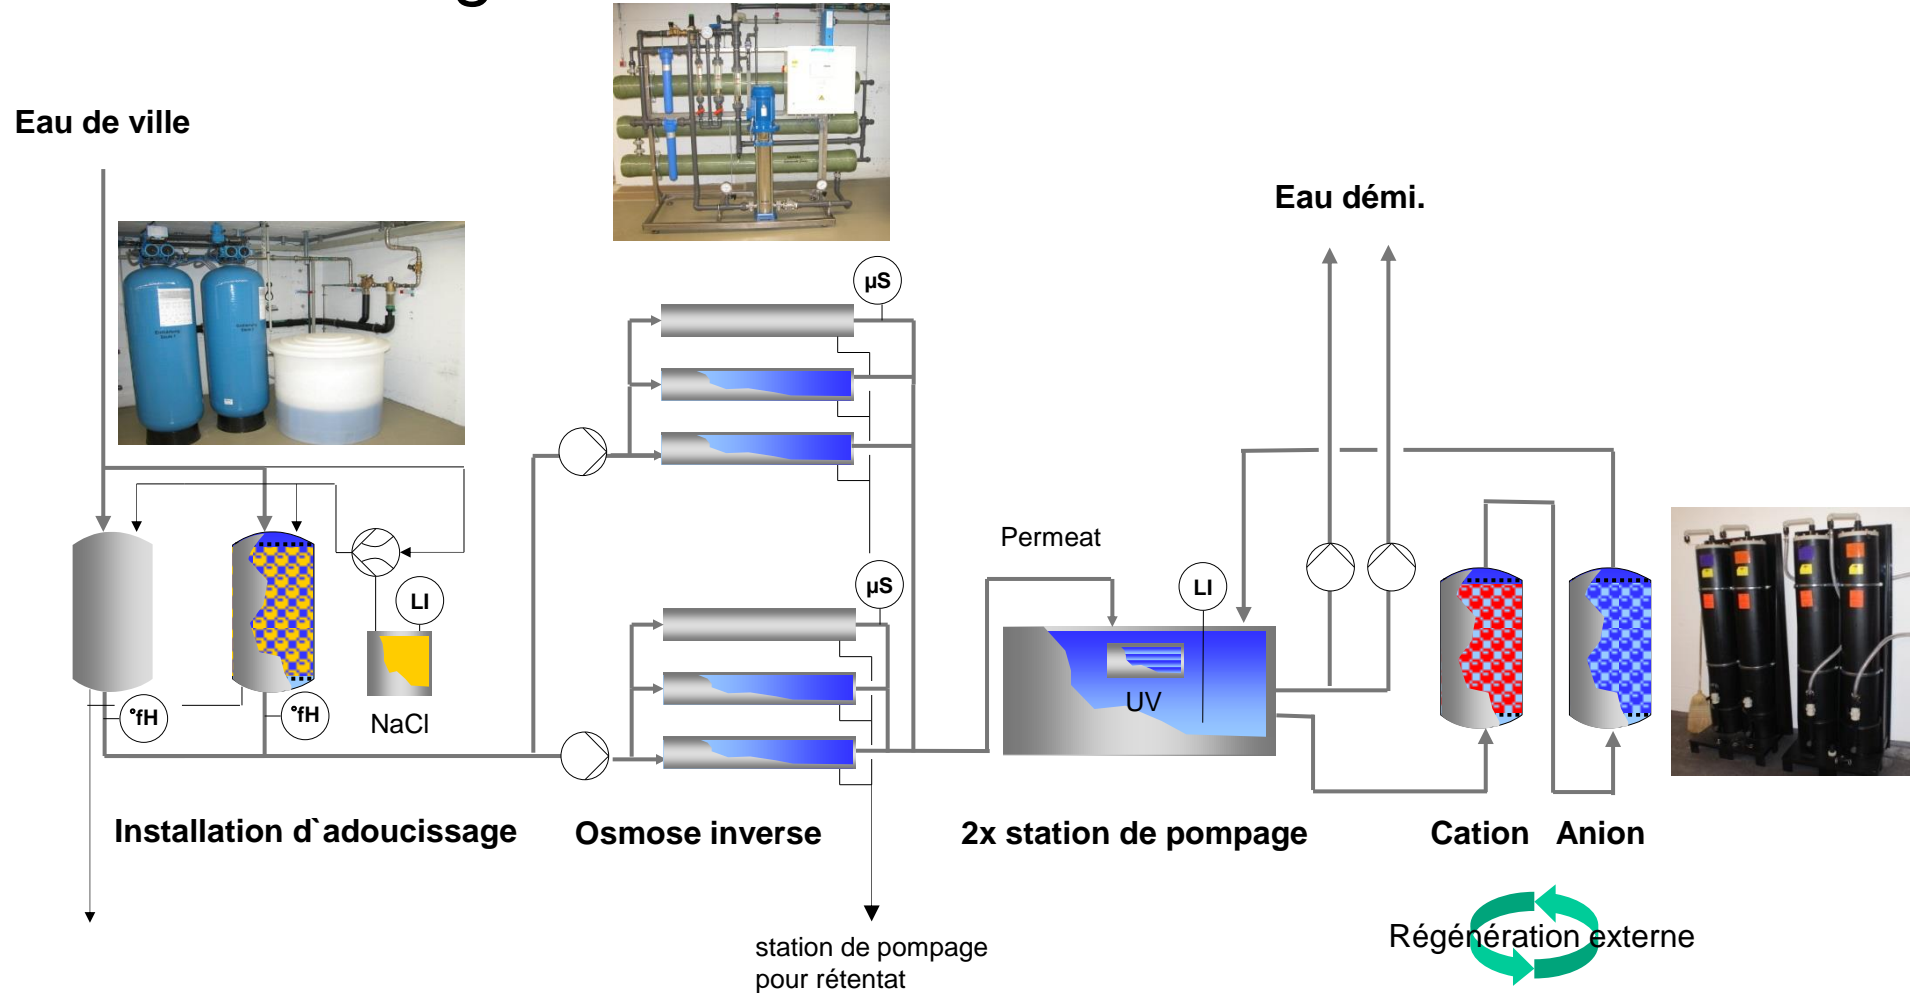 Eau de ville
Eau démi.
µS
Permeat
µS
LI
LI
UV
°fH
°fH
NaCl
Installation d`adoucissage
Osmose inverse
2x station de pompage
Cation
Anion
Régénération externe
station de pompage
pour rétentat